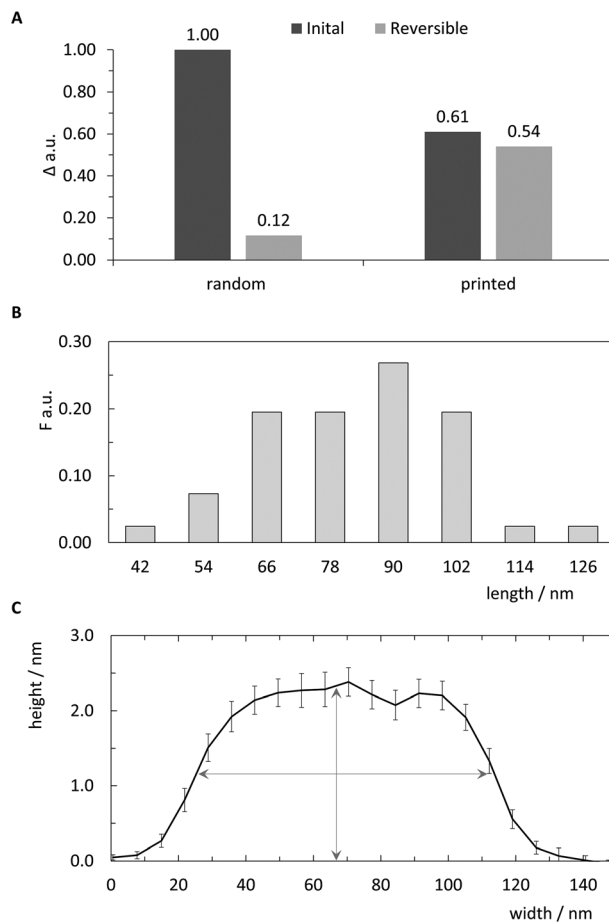 A
Inital Reversible
1.00
1.00
0.80
0.61
0.60
0.54
0.40
0.20
0.12
0.00
Δ a.u.
random printed
B
0.30
0.20
0.10
0.00
F a.u.
42 54 66 78 90 102 114 126
length / nm
C
3.0
2.0
1.0
0.0
height / nm
0 20 40 60 80 100 120 140
width / nm